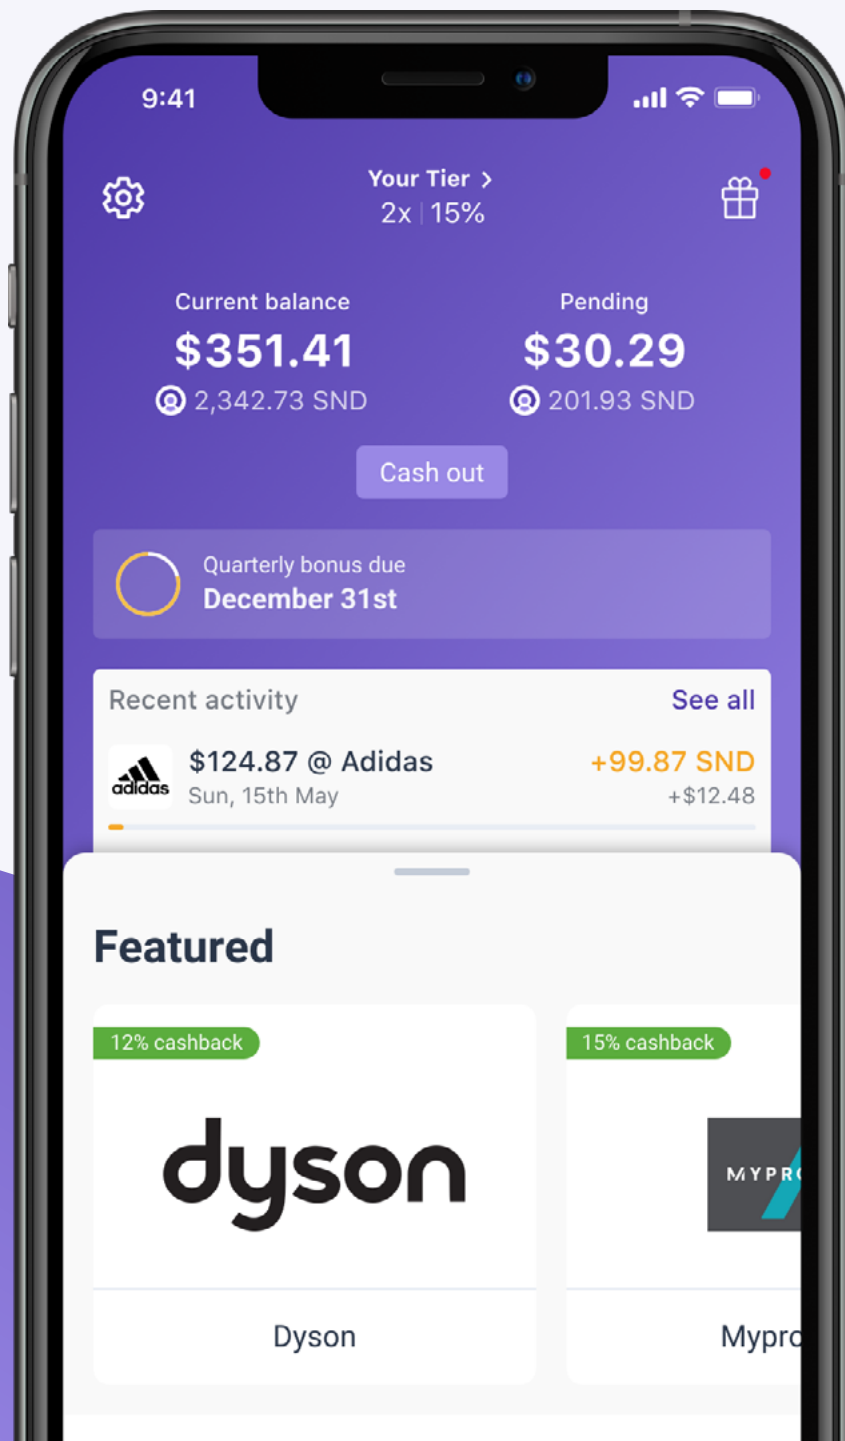 9:41
Your Tier >
2x | 15%
Current balance
Pending
$351.41
$30.29
2,342.73 SND
201.93 SND
Cash out
Quarterly bonus due
December 31st
Recent activity
See all
adidas
$124.87 @ Adidas
+99.87 SND
Sun, 15th May
+$12.48
Featured
12% cashback
15% cashback
dyson
MYPRO
Dyson
Mypro